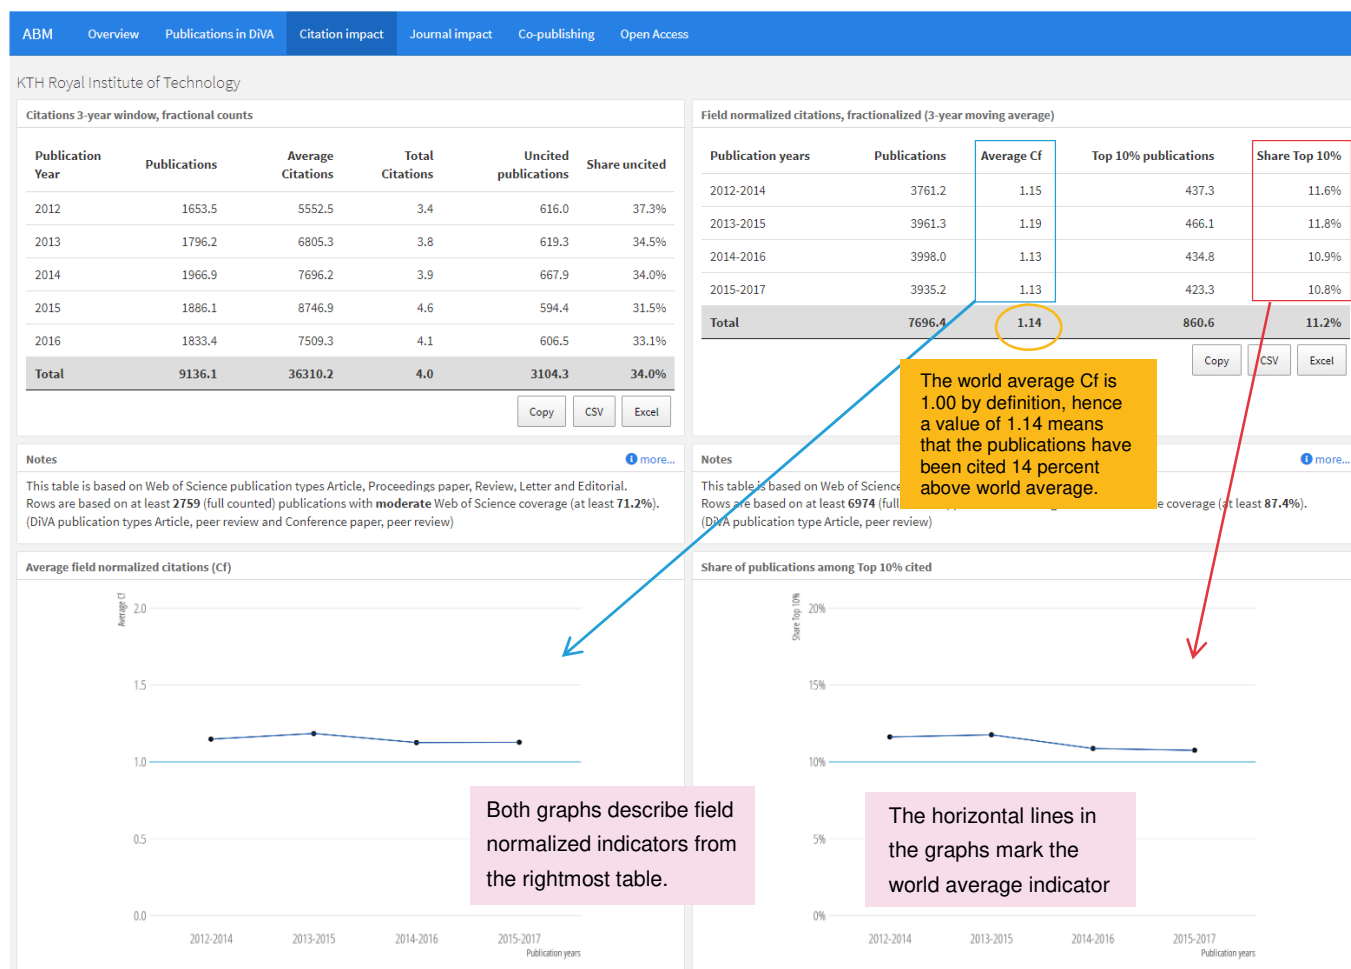 ABM Overview Publications in DiVA Citation impact Journal impact Co-publishing Open Access
KTH Royal Institute of Technology
Citations 3-year window, fractional counts
Publication Year Publications Average Citations Total Citations Uncited publications Share uncited
2012 1653.5 5552.5 3.4 616.0 37.3%
2013 1796.2 6805.3 3.8 619.3 34.5%
2014 1966.9 7696.2 3.9 667.9 34.0%
2015 1886.1 8746.9 4.6 594.4 31.5%
2016 1833.4 7509.3 4.1 606.5 33.1%
Total 9136.1 36310.2 4.0 3104.3 34.0%
Copy CSV Excel
Field normalized citations, fractionalized (3-year moving average)
Publication years Publications Average Cf Top 10% publications Share Top 10%
2012-2014 3761.2 1.15 437.3 11.6%
2013-2015 3961.3 1.19 466.1 11.8%
2014-2016 3998.0 1.13 434.8 10.9%
2015-2017 3935.2 1.13 423.3 10.8%
Total 7696.4 1.14 860.6 11.2%
Copy CSV Excel
The world average Cf is
1.00 by definition, hence
a value of 1.14 means
that the publications have
been cited 14 percent
above world average.
Notes more...
This table is based on Web of Science publication types Article, Proceedings paper, Review, Letter and Editorial.
Rows are based on at least 2759 (full counted) publications with moderate Web of Science coverage (at least 71.2%).
(DiVA publication types Article, peer review and Conference paper, peer review)
Notes more...
This table is based on Web of Science
Rows are based on at least 6974 (full e coverage (at least 87.4%).
(DiVA publication type Article, peer review)
Average field normalized citations (Cf)
Average Cf
2.0
1.5
1.0
0.5
0.0
2012-2014 2013-2015 2014-2016 2015-2017
Publication years
Both graphs describe field
normalized indicators from
the rightmost table.
Share of publications among Top 10% cited
Share Top 10%
20%
15%
10%
5%
0%
2012-2014 2013-2015 2014-2016 2015-2017
Publication years
The horizontal lines in
the graphs mark the
world average indicator